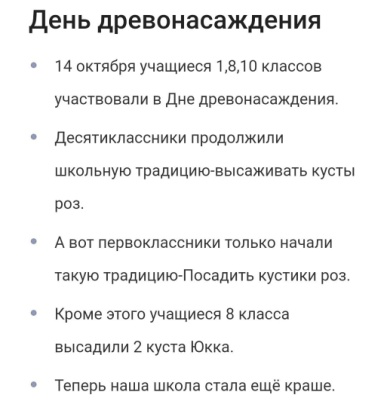 День древонасаждения
14 октября учащиеся 1,8,10 классов
участвовали в Дне древонасаждения.
Десятиклассники продолжили
школьную традицию-высаживать кусты
роз.
А вот первоклассники только начали
такую традицию-Посадить кустики роз.
Кроме этого учащиеся 8 класса
высадили 2 куста Юкка.
Теперь наша школа стала ещё краше.